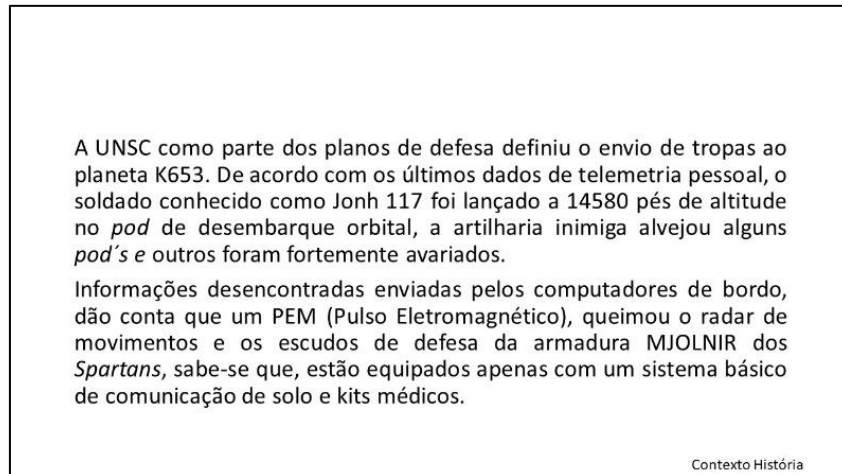 A UNSC como parte dos planos de defesa definiu o envio de tropas ao
planeta K653. De acordo com os últimos dados de telemetria pessoal, o
soldado conhecido como Jonh 117 foi lançado a 14580 pés de altitude
no pod de desembarque orbital, a artilharia inimiga alvejou alguns
pod´s e outros foram fortemente avariados.
Informações desencontradas enviadas pelos computadores de bordo,
dão conta que um PEM (Pulso Eletromagnético), queimou o radar de
movimentos e os escudos de defesa da armadura MJOLNIR dos
Spartans, sabe-se que, estão equipados apenas com um sistema básico
de comunicação de solo e kits médicos.
Contexto História